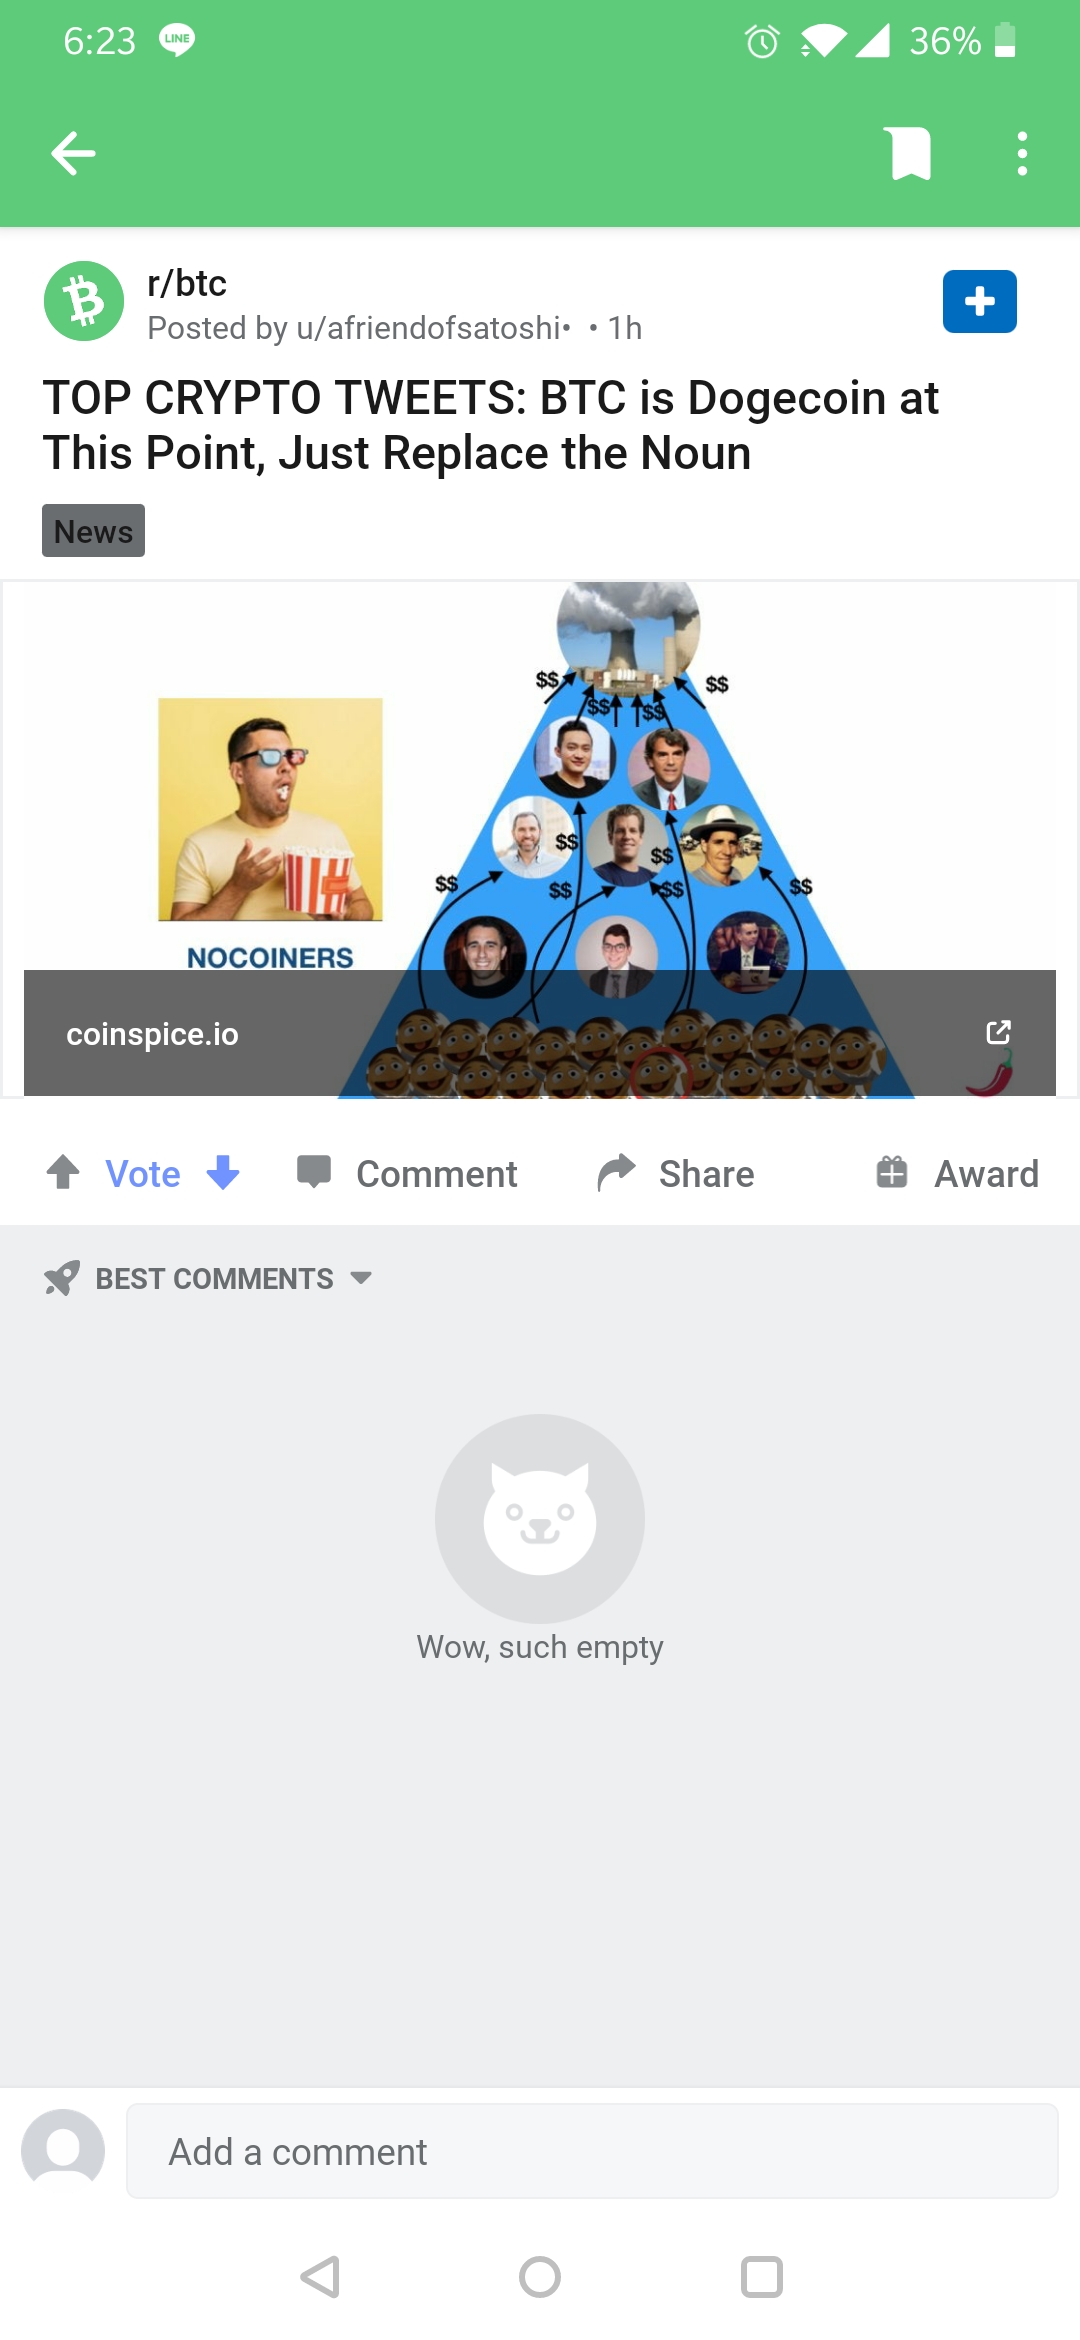 6:23 LINE 36%
r/btc
Posted by u/afriendofsatoshi• • 1h
TOP CRYPTO TWEETS: BTC is Dogecoin at
This Point, Just Replace the Noun
News
$$ $$
$$ $$
$$
$$
$$ $$ $$ $$
NOCOINERS
coinspice.io
Vote Comment Share Award
BEST COMMENTS
Wow, such empty
Add a comment